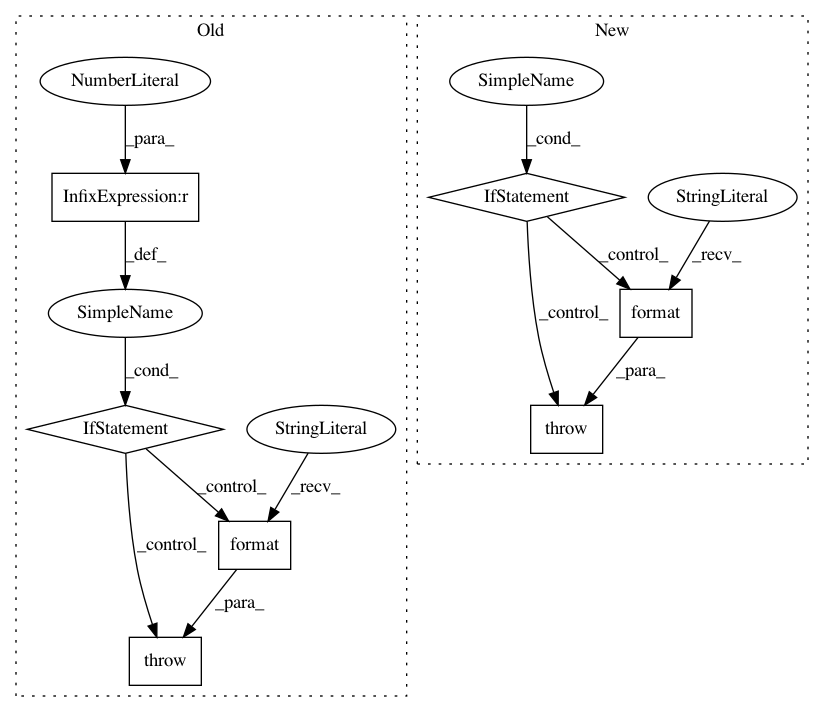 Old
NumberLiteral
_para_
InfixExpression:r
_def_
SimpleName
_cond_
IfStatement
StringLiteral
_control_
_recv_
_control_
format
_para_
throw
New
SimpleName
_cond_
IfStatement
StringLiteral
_control_
_recv_
_control_
format
_para_
throw